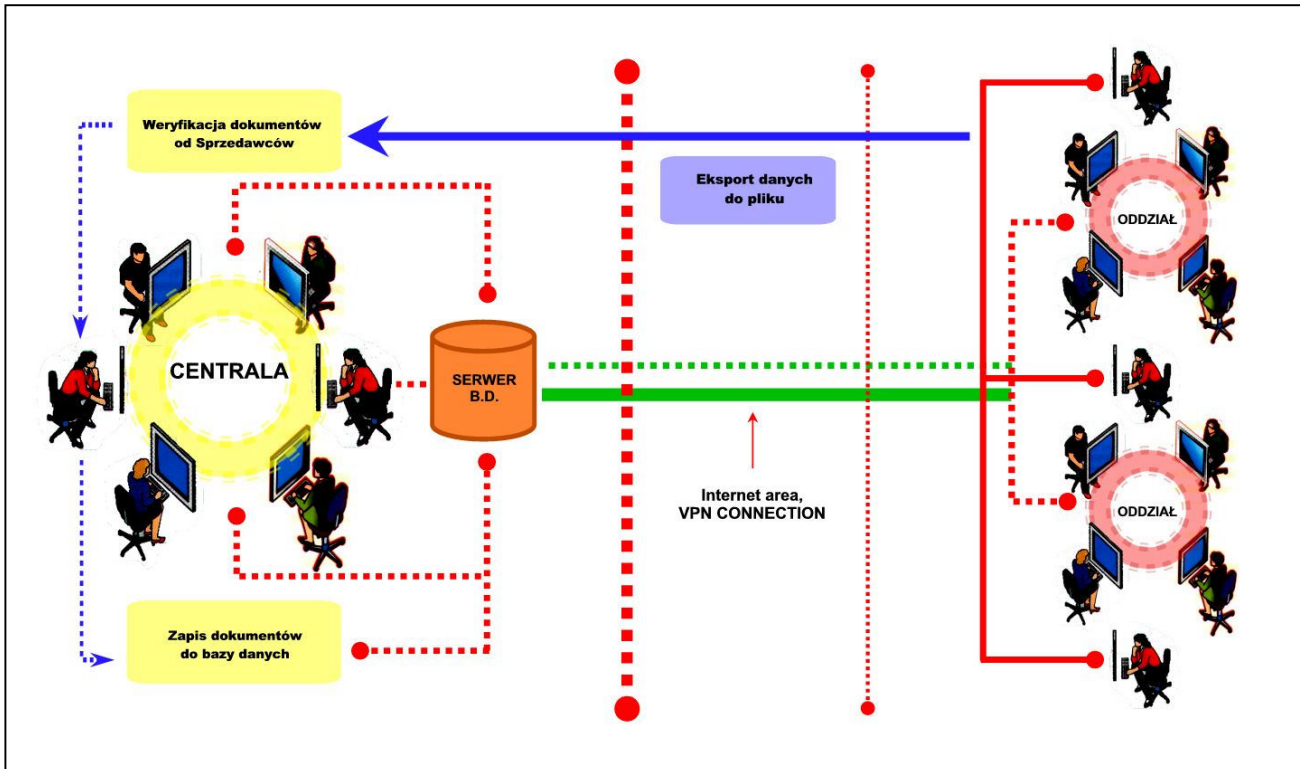 Weryfikacja dokumentów
od Sprzedawców
Eksport danych
do pliku
ODDZIAŁ
CENTRALA
SERWER
B.D.
Internet area,
VPN CONNECTION
ODDZIAŁ
Zapis dokumentów
do bazy danych